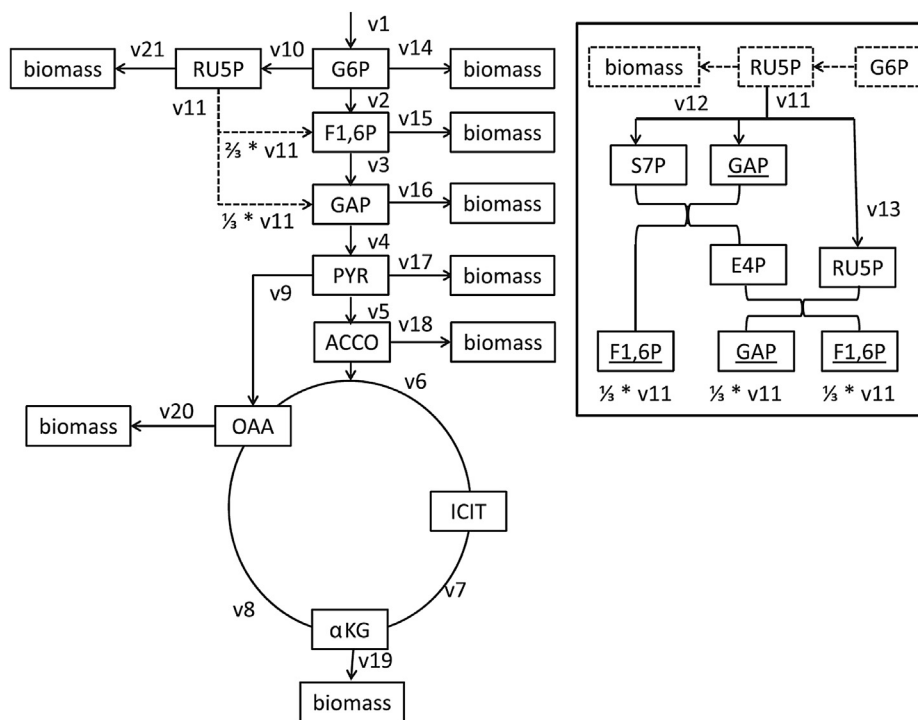 v1
biomass
v21
RU5P
v10
G6P
v14
biomass
v11
v2
F1,6P
v15
biomass
⅔ * v11
v3
GAP
v16
biomass
⅓ * v11
v4
PYR
v17
biomass
v9
v5
ACCO
v18
biomass
v6
biomass
v20
OAA
ICIT
v7
v8
αKG
v19
biomass
biomass
RU5P
G6P
v12
v11
S7P
GAP
v13
E4P
RU5P
F1,6P
GAP
F1,6P
⅓ * v11
⅓ * v11
⅓ * v11